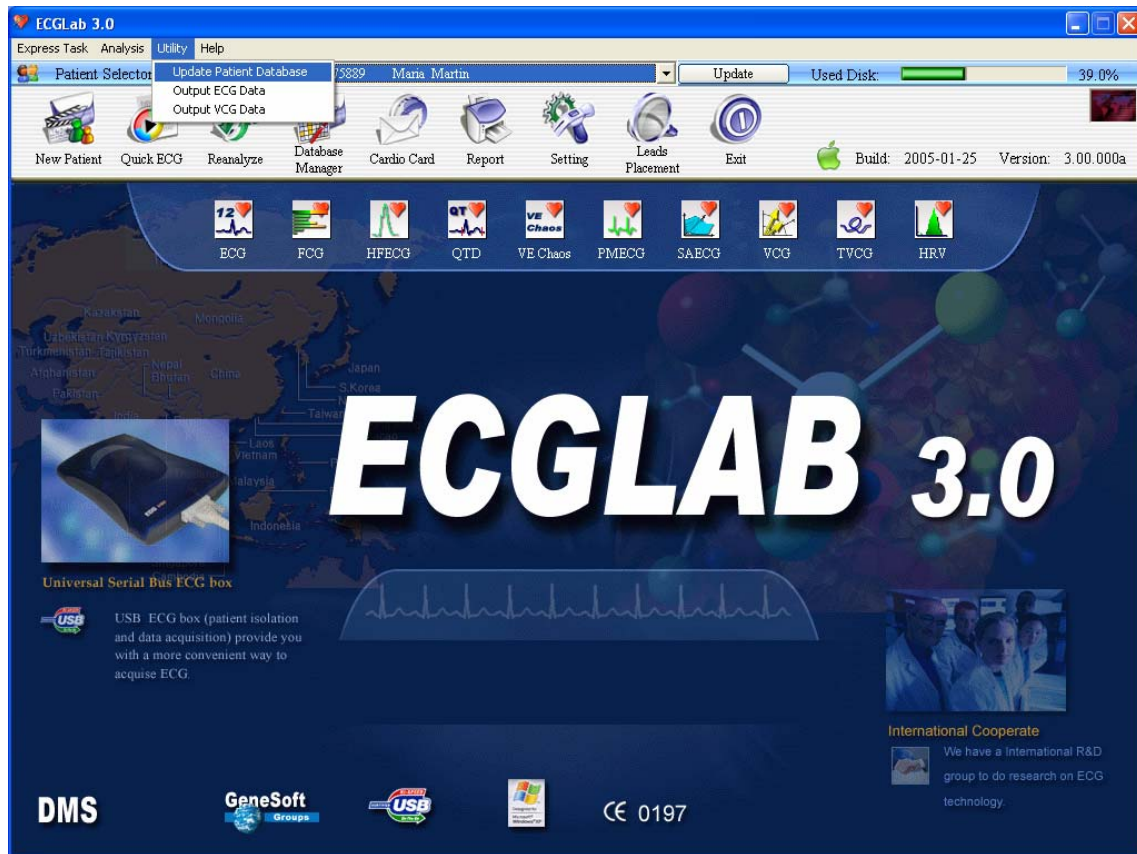 ECGLab 3.0
Express Task Analysis Utility Help
Patient Selector 75889 Maria Martin Update Used Disk: 39.0%
Update Patient Database
Output ECG Data
Output VCG Data
New Patient Quick ECG Reanalyze Database Manager Cardio Card Report Setting Leads Placement Exit Build: 2005-01-25 Version: 3.00.000a
12 QT VE Chaos
ECG FCG HFECG QTD VE Chaos PMECG SAECG VCG TVCG HRV
Kazakstan Mongolia
Uzbekistan Kyrgyzstan
Turkmenistan Tajikistan
Nepal
Afghanistan Bhutan China Japan
Pakistan S.Korea
India Taiwan
Laos
Vietnam
Malaysia
Indonesia
ECGLAB 3.0
Universal Serial Bus ECG box
USB
USB ECG box (patient isolation
and data acquisition) provide you
with a more convenient way to
acquise ECG.
International Cooperate
We have a International R&D
group to do research on ECG
technology.
DMS
GeneSoft
Groups
USB
CE 0197